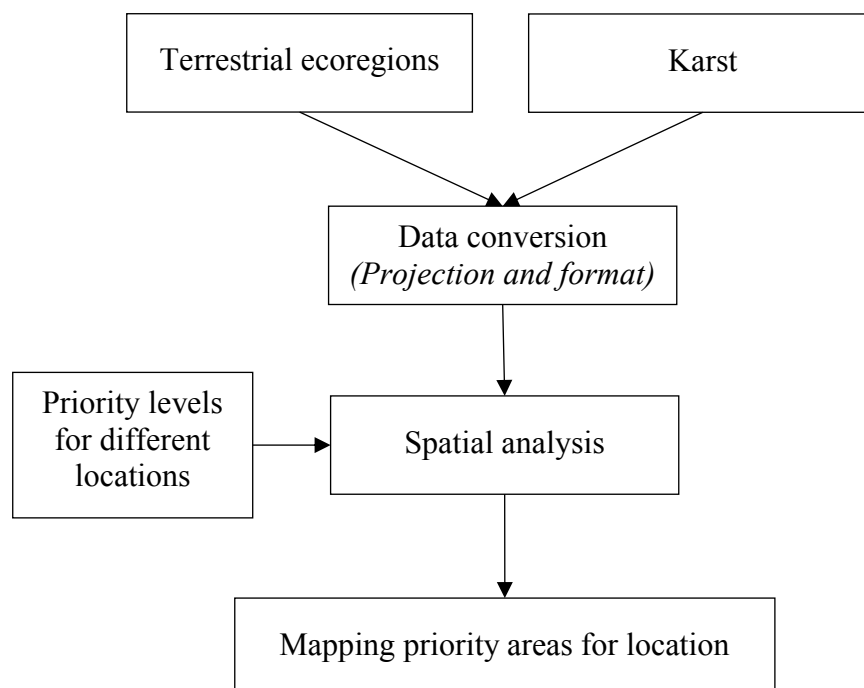 Terrestrial ecoregions
Karst
Data conversion
(Projection and format)
Priority levels
for different
locations
Spatial analysis
Mapping priority areas for location